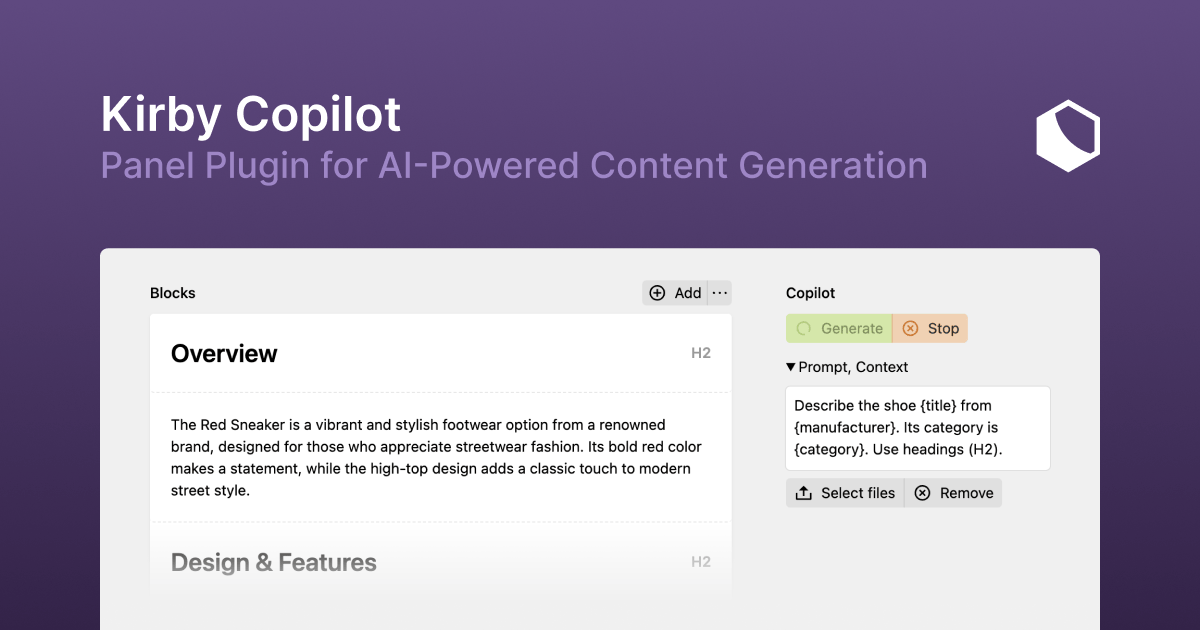 Kirby Copilot
Panel Plugin for AI-Powered Content Generation
Blocks
Add
Overview
H2
The Red Sneaker is a vibrant and stylish footwear option from a renowned
brand, designed for those who appreciate streetwear fashion. Its bold red color
makes a statement, while the high-top design adds a classic touch to modern
street style.
Design & Features
H2
Copilot
Generate
Stop
Prompt, Context
Describe the shoe {title} from
{manufacturer}. Its category is
{category}. Use headings (H2).
Select files
Remove